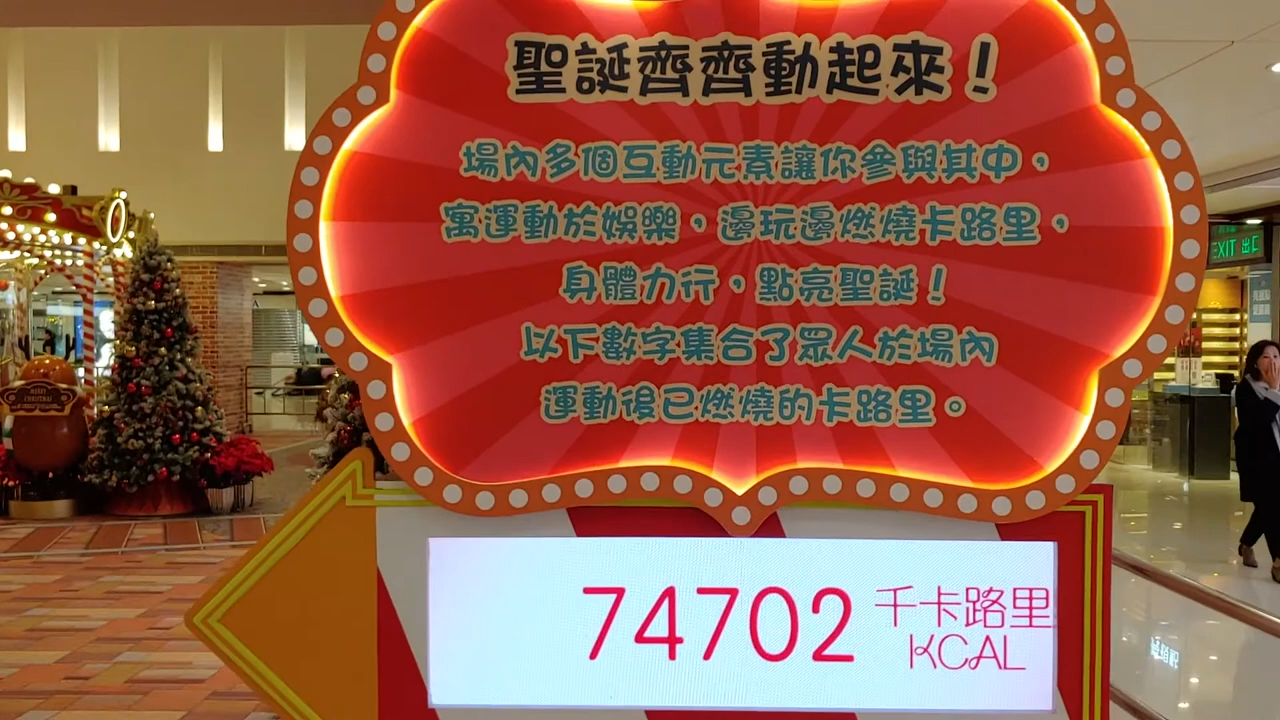 聖誕齊齊動起來！
場內多個互動元素讓你參與其中，
寓運動於娛樂，邊玩邊燃燒卡路里，
身體力行，點亮聖誕！
以下數字集合了眾人於場內
運動後已燃燒的卡路里。
74702 千卡路里
KCAL
EXIT 出口
MERRY
CHRISTMAS